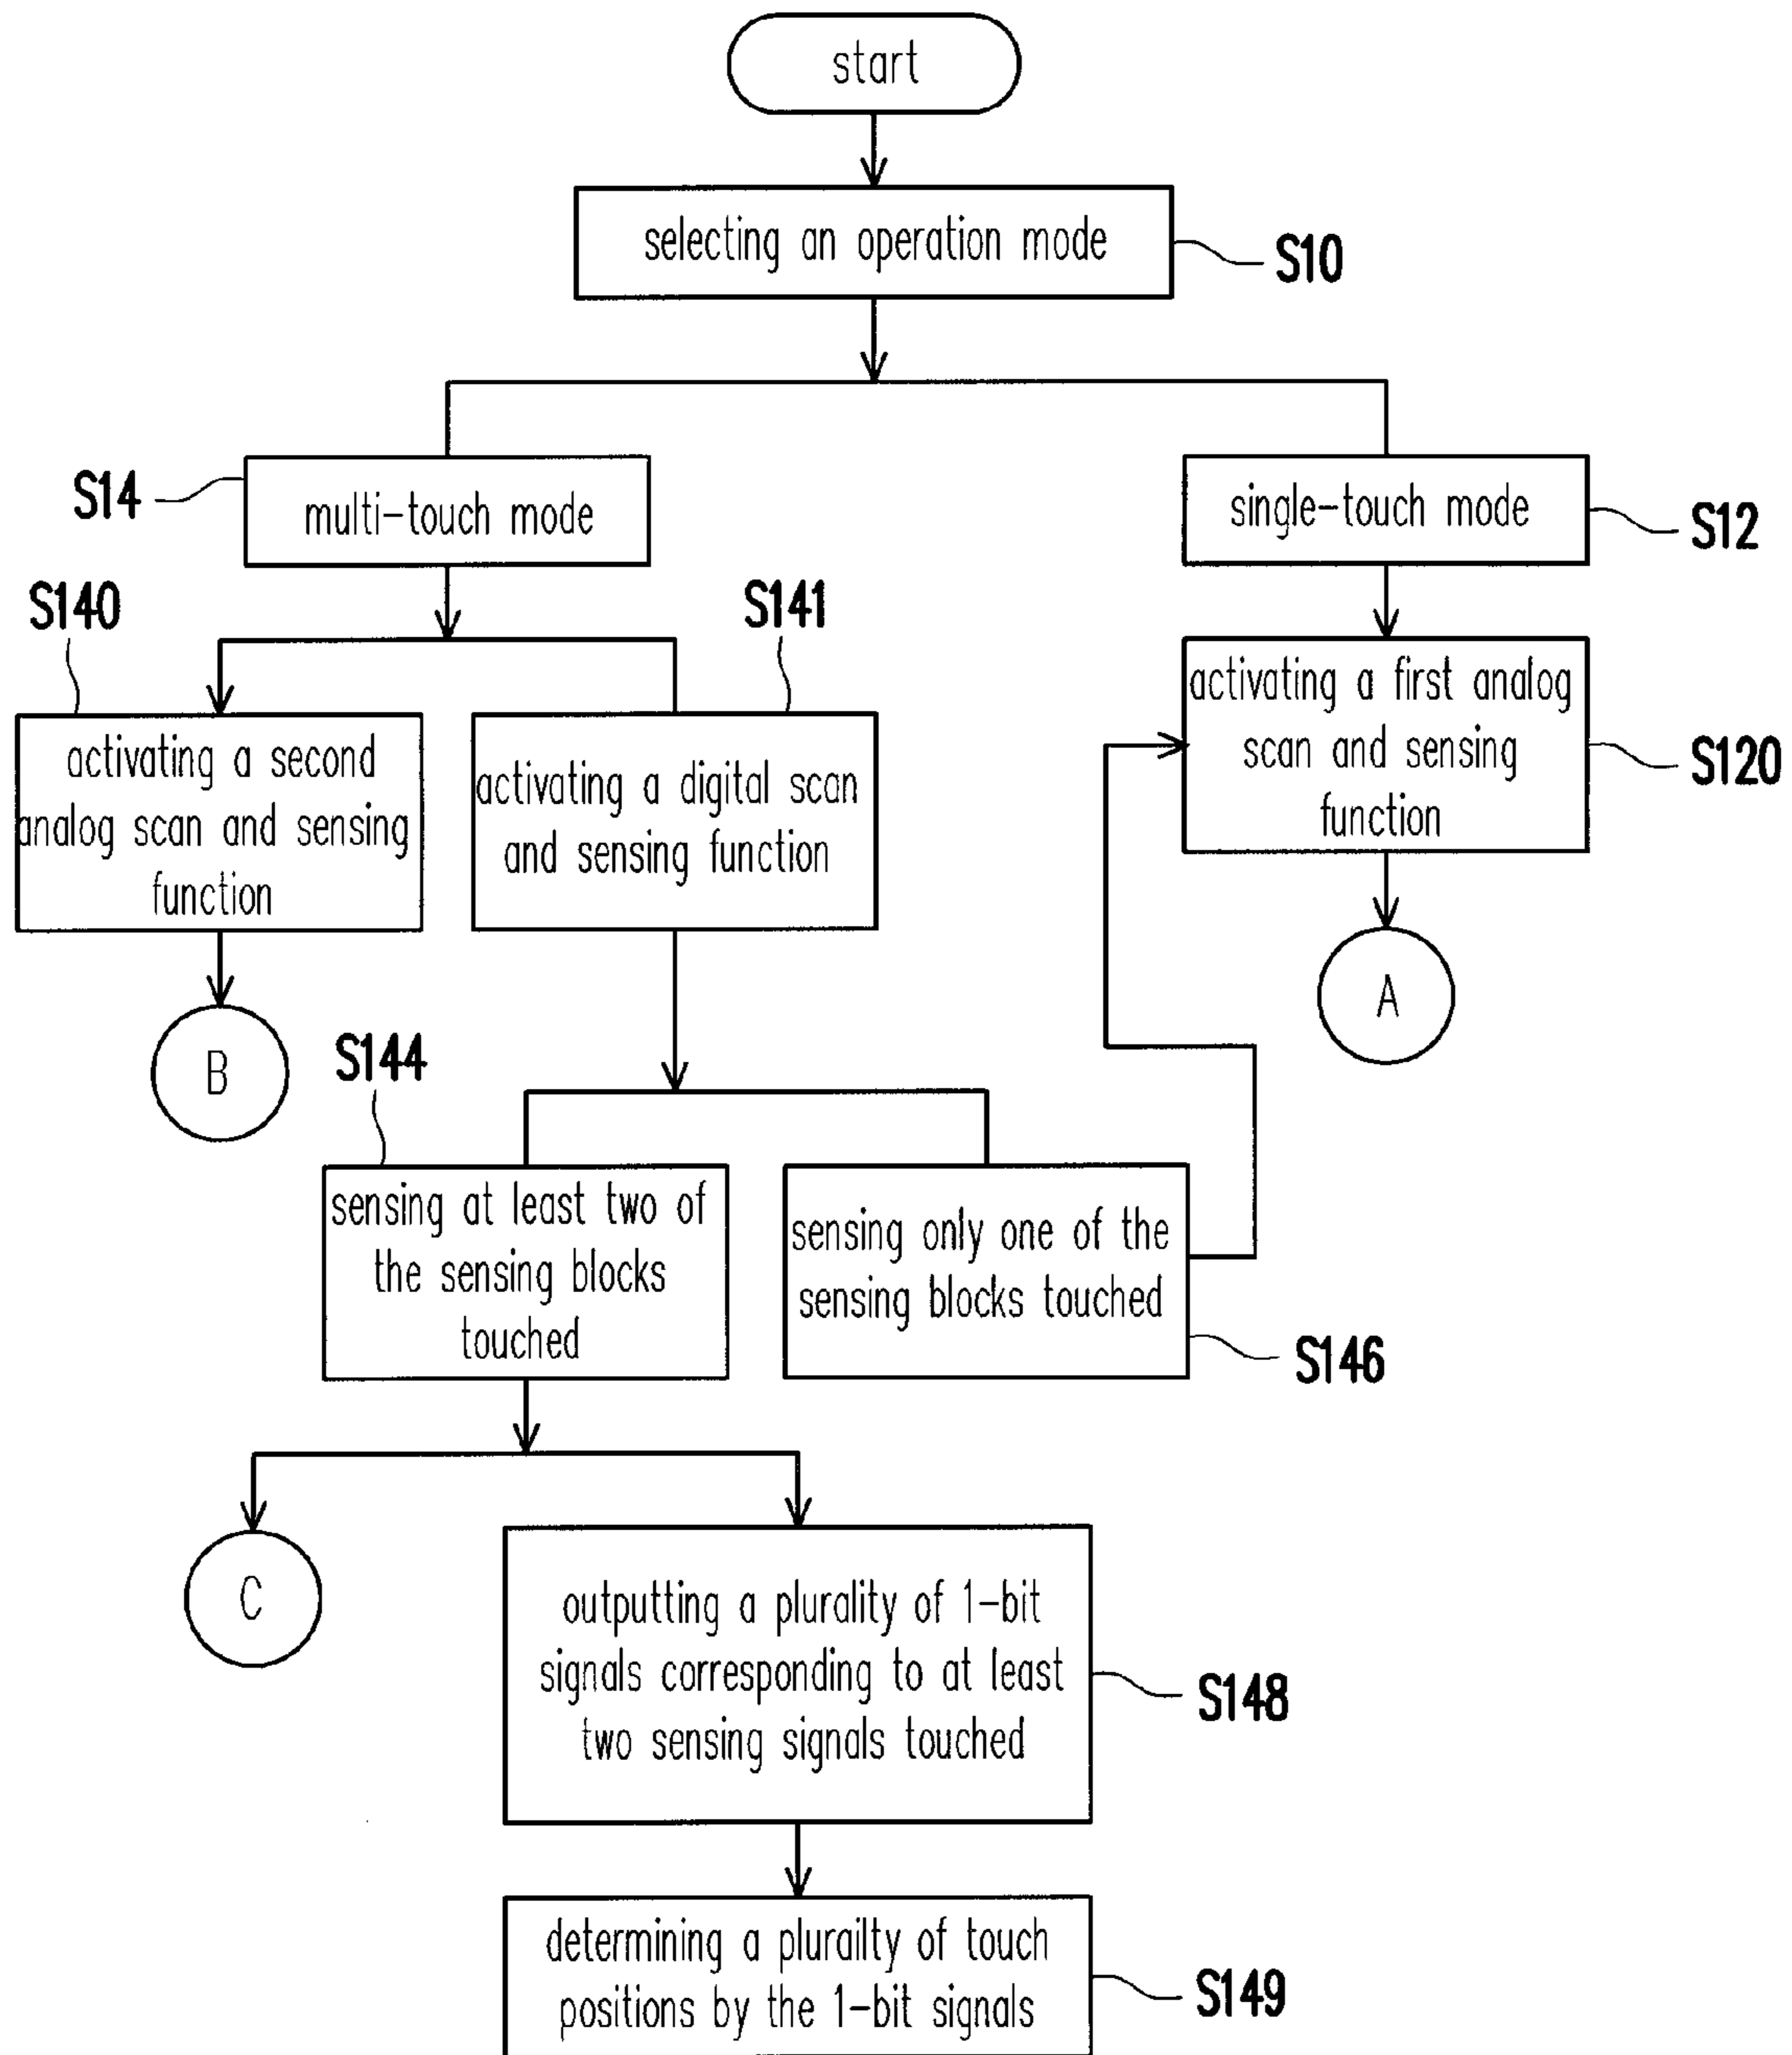 start
selecting an operation mode
S10
S14
multi-touch mode
single-touch mode
S12
S140
S141
activating a second
analog scan and sensing
function
activating a digital scan
and sensing function
activating a first analog
scan and sensing
function
S120
A
B
S144
sensing at least two of
the sensing blocks
touched
sensing only one of the
sensing blocks touched
S146
C
outputting a plurality of 1-bit
signals corresponding to at least
two sensing signals touched
S148
determining a plurailty of touch
positions by the 1-bit signals
S149